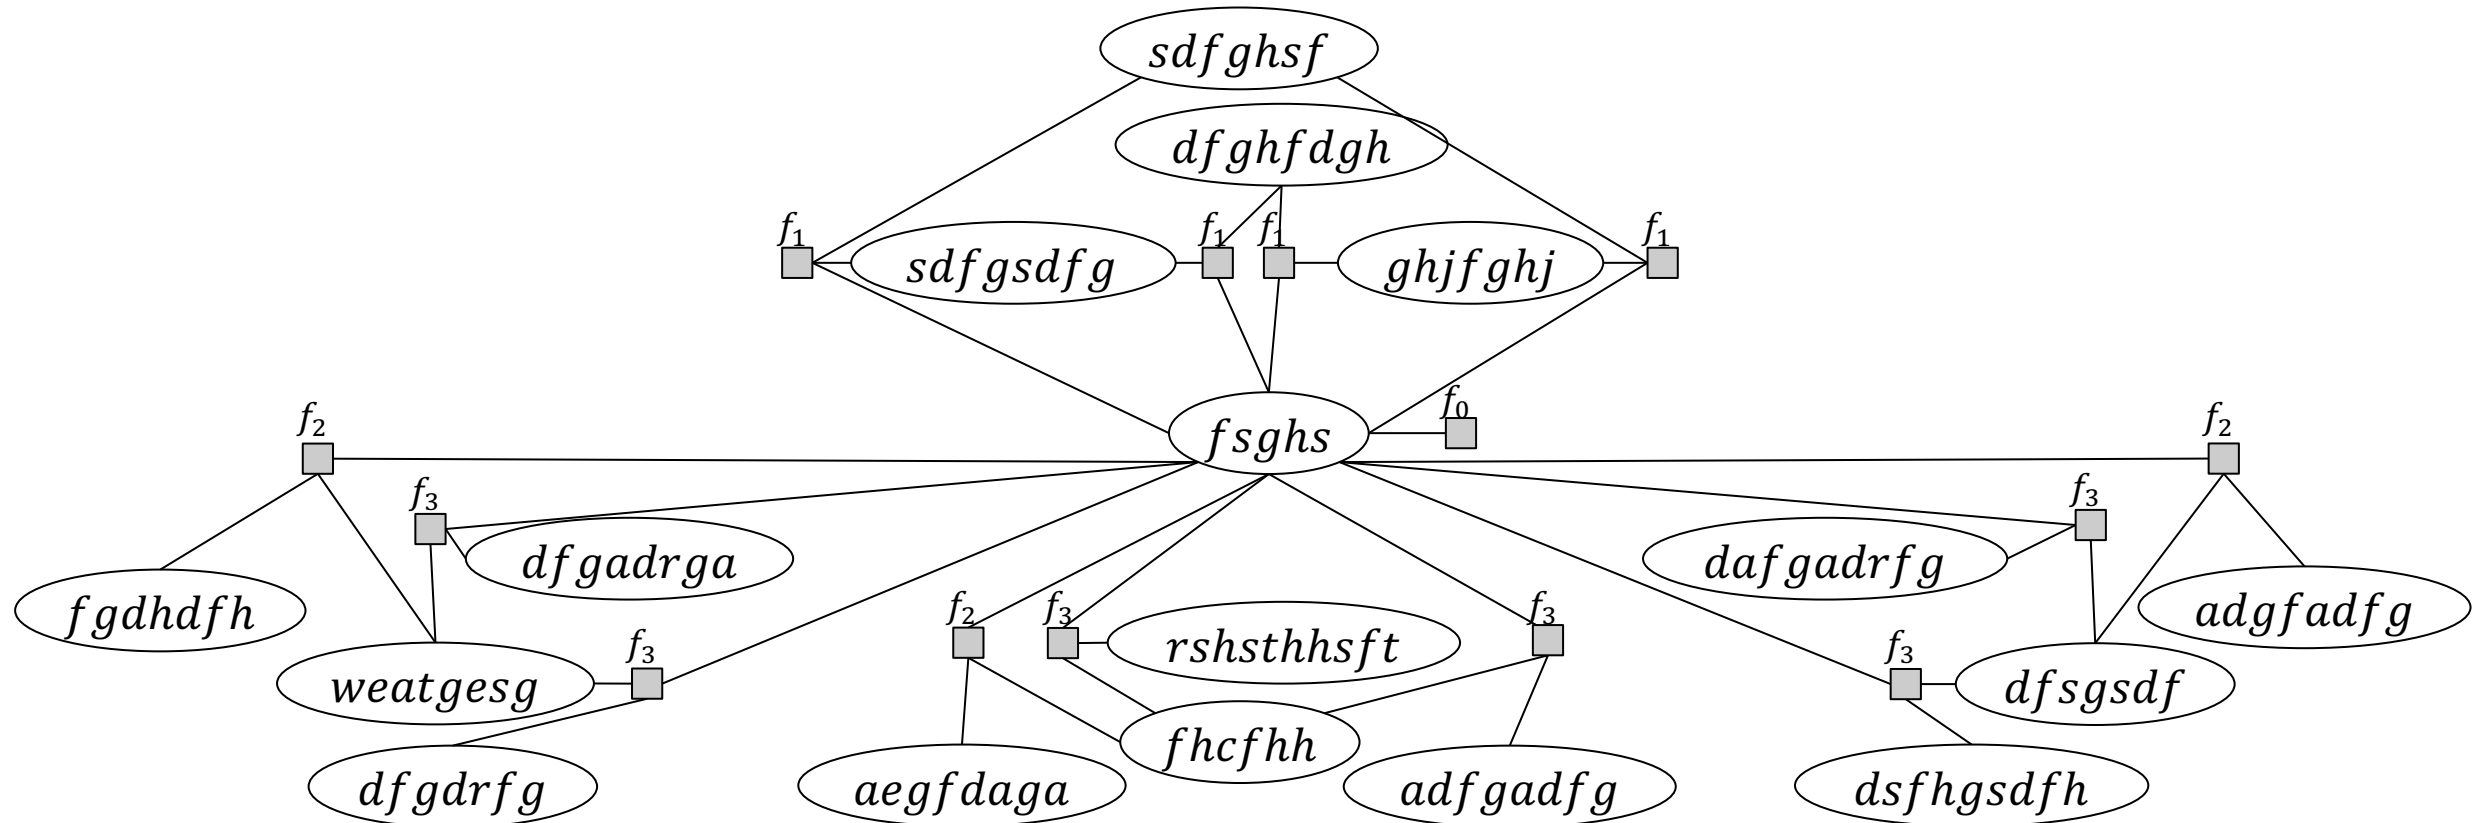 sdfghsf
dfghfdgh
f₁ f₁ f₁ f₁
sdfgsdfg ghjfghj
f₀
f₂ fsghs f₂
f₃ f₃
dfgadrga dafgadrfg
fgdhdfh f₂ f₃ f₃ adgfadfg
f₃ rshsthhsft f₃
weatgesg dfsgsdf
fhcfhh
dfgdrfg aegfdaga adfgadfg dsfhgsdfh